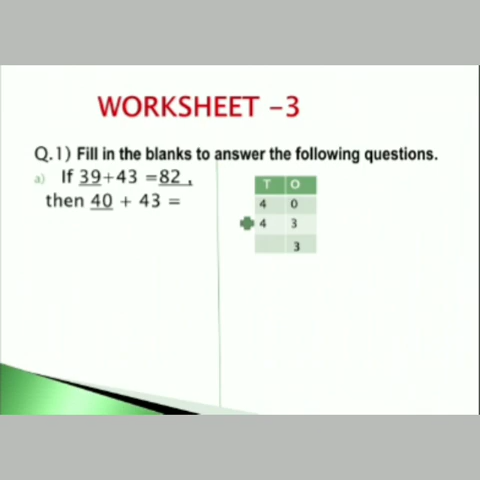 WORKSHEET -3
Q.1) Fill in the blanks to answer the following questions.
a) If 39+43 =82 ,
then 40 + 43 =
T O
4 0
+ 4 3
3